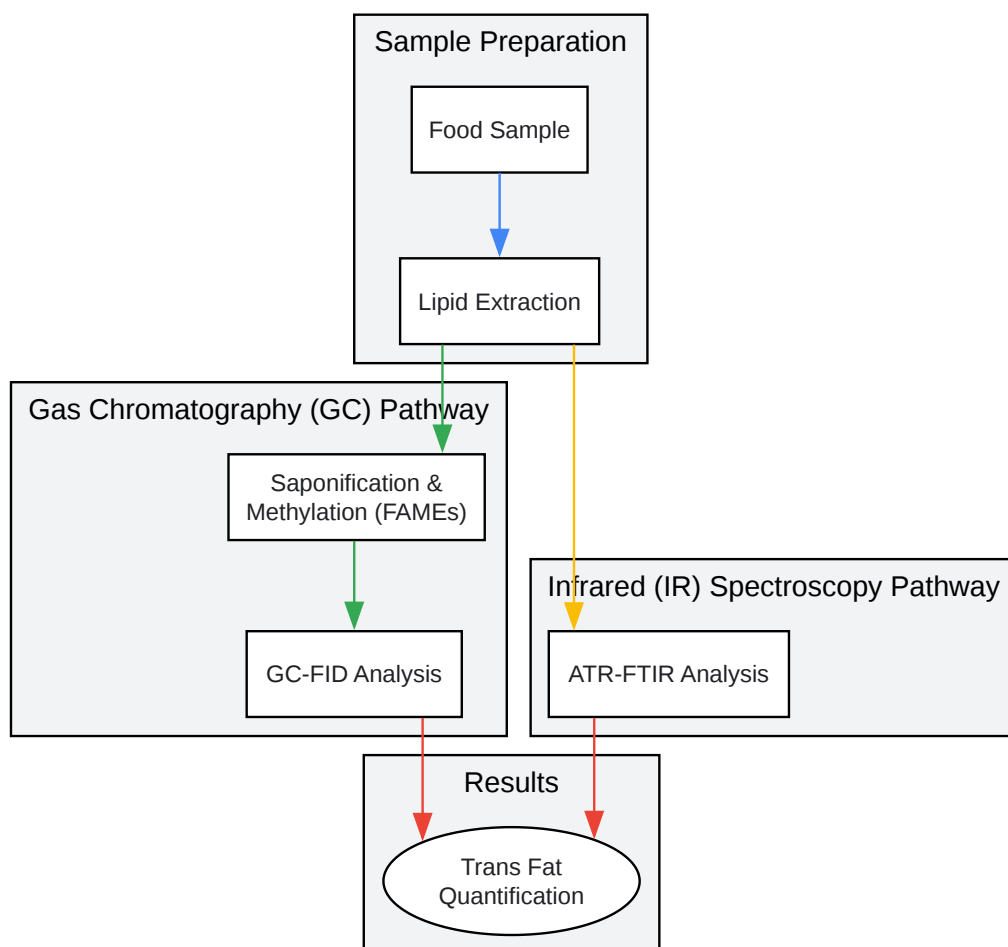 Sample Preparation
Food Sample
Lipid Extraction
Gas Chromatography (GC) Pathway
Saponification &
Methylation (FAMEs)
GC-FID Analysis
Infrared (IR) Spectroscopy Pathway
ATR-FTIR Analysis
Results
Trans Fat
Quantification